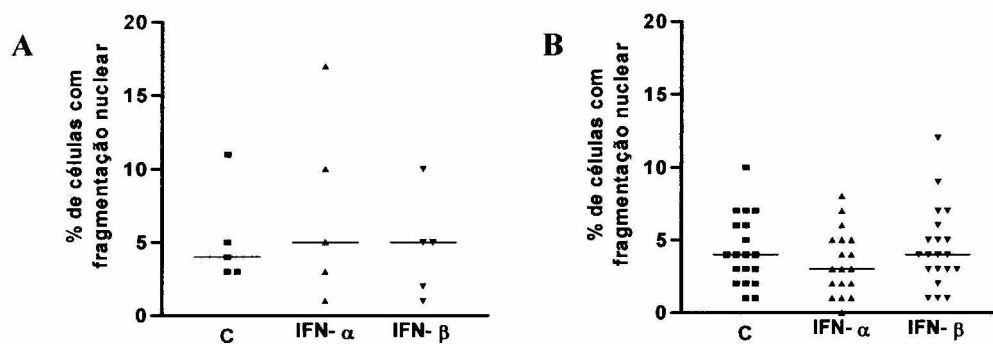 A
% de células com
fragmentação nuclear
20
15
10
5
0
C
IFN- α
IFN- β
B
% de células com
fragmentação nuclear
20
15
10
5
0
C
IFN- α
IFN- β